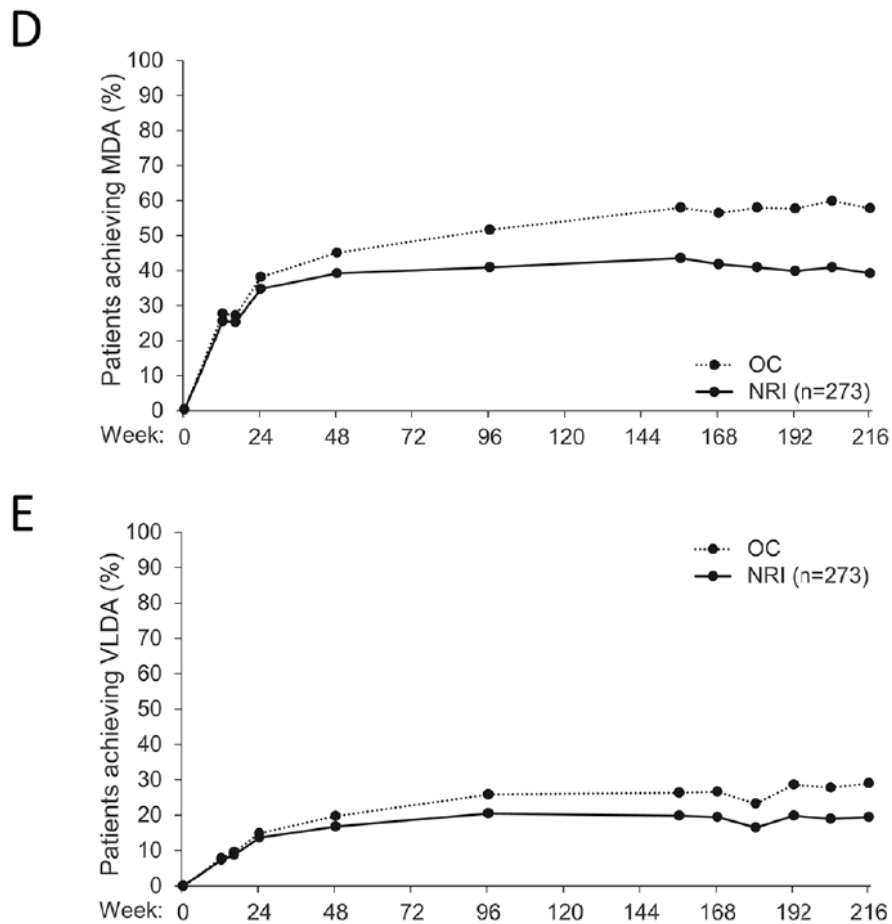 D
Patients achieving MDA (%)
100
90
80
70
60
50
40
30
20
10
0
OC
NRI (n=273)
Week: 0 24 48 72 96 120 144 168 192 216
E
Patients achieving VLDA (%)
100
90
80
70
60
50
40
30
20
10
0
OC
NRI (n=273)
Week: 0 24 48 72 96 120 144 168 192 216